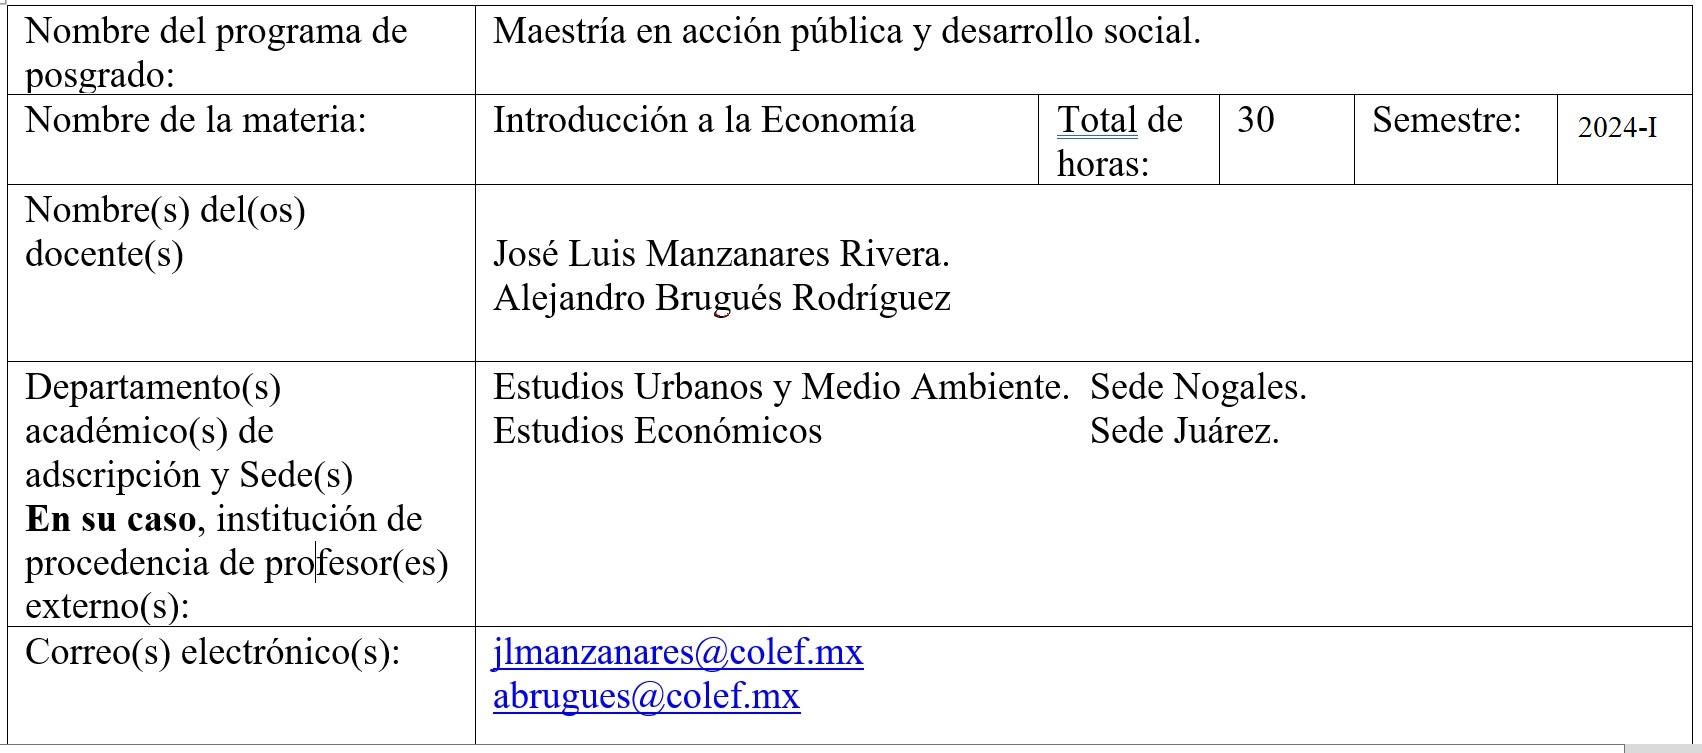 Nombre del programa de
posgrado:
Maestría en acción pública y desarrollo social.
Nombre de la materia:
Introducción a la Economía
Total de
horas:
30
Semestre:
2024-I
Nombre(s) del(os)
docente(s)
José Luis Manzanares Rivera.
Alejandro Brugués Rodríguez
Departamento(s)
académico(s) de
adscripción y Sede(s)
En su caso, institución de
procedencia de profesor(es)
externo(s):
Estudios Urbanos y Medio Ambiente. Sede Nogales.
Estudios Económicos Sede Juárez.
Correo(s) electrónico(s):
jlmanzanares@colef.mx
abrugues@colef.mx